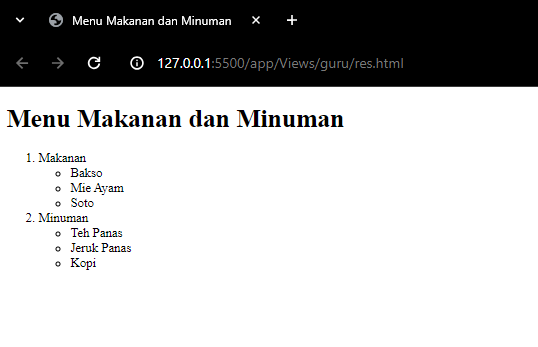 Menu Makanan dan Minuman
127.0.0.1:5500/app/Views/guru/res.html
Menu Makanan dan Minuman
1. Makanan
Bakso
Mie Ayam
Soto
2. Minuman
Teh Panas
Jeruk Panas
Kopi